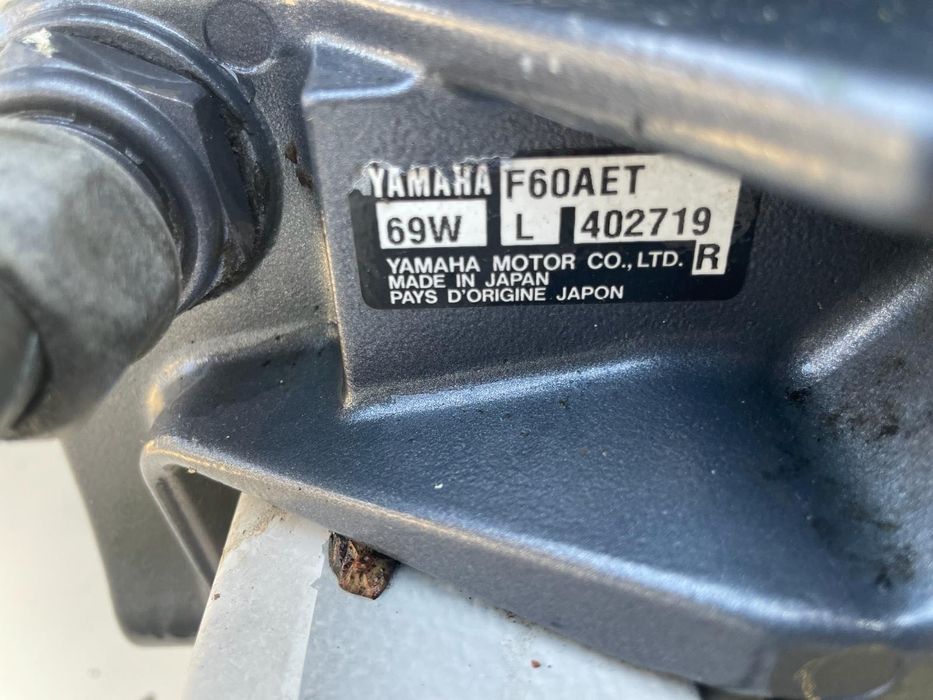 YAMAHA F60AET
69W L 402719
YAMAHA MOTOR CO., LTD. R
MADE IN JAPAN
PAYS D'ORIGINE JAPON